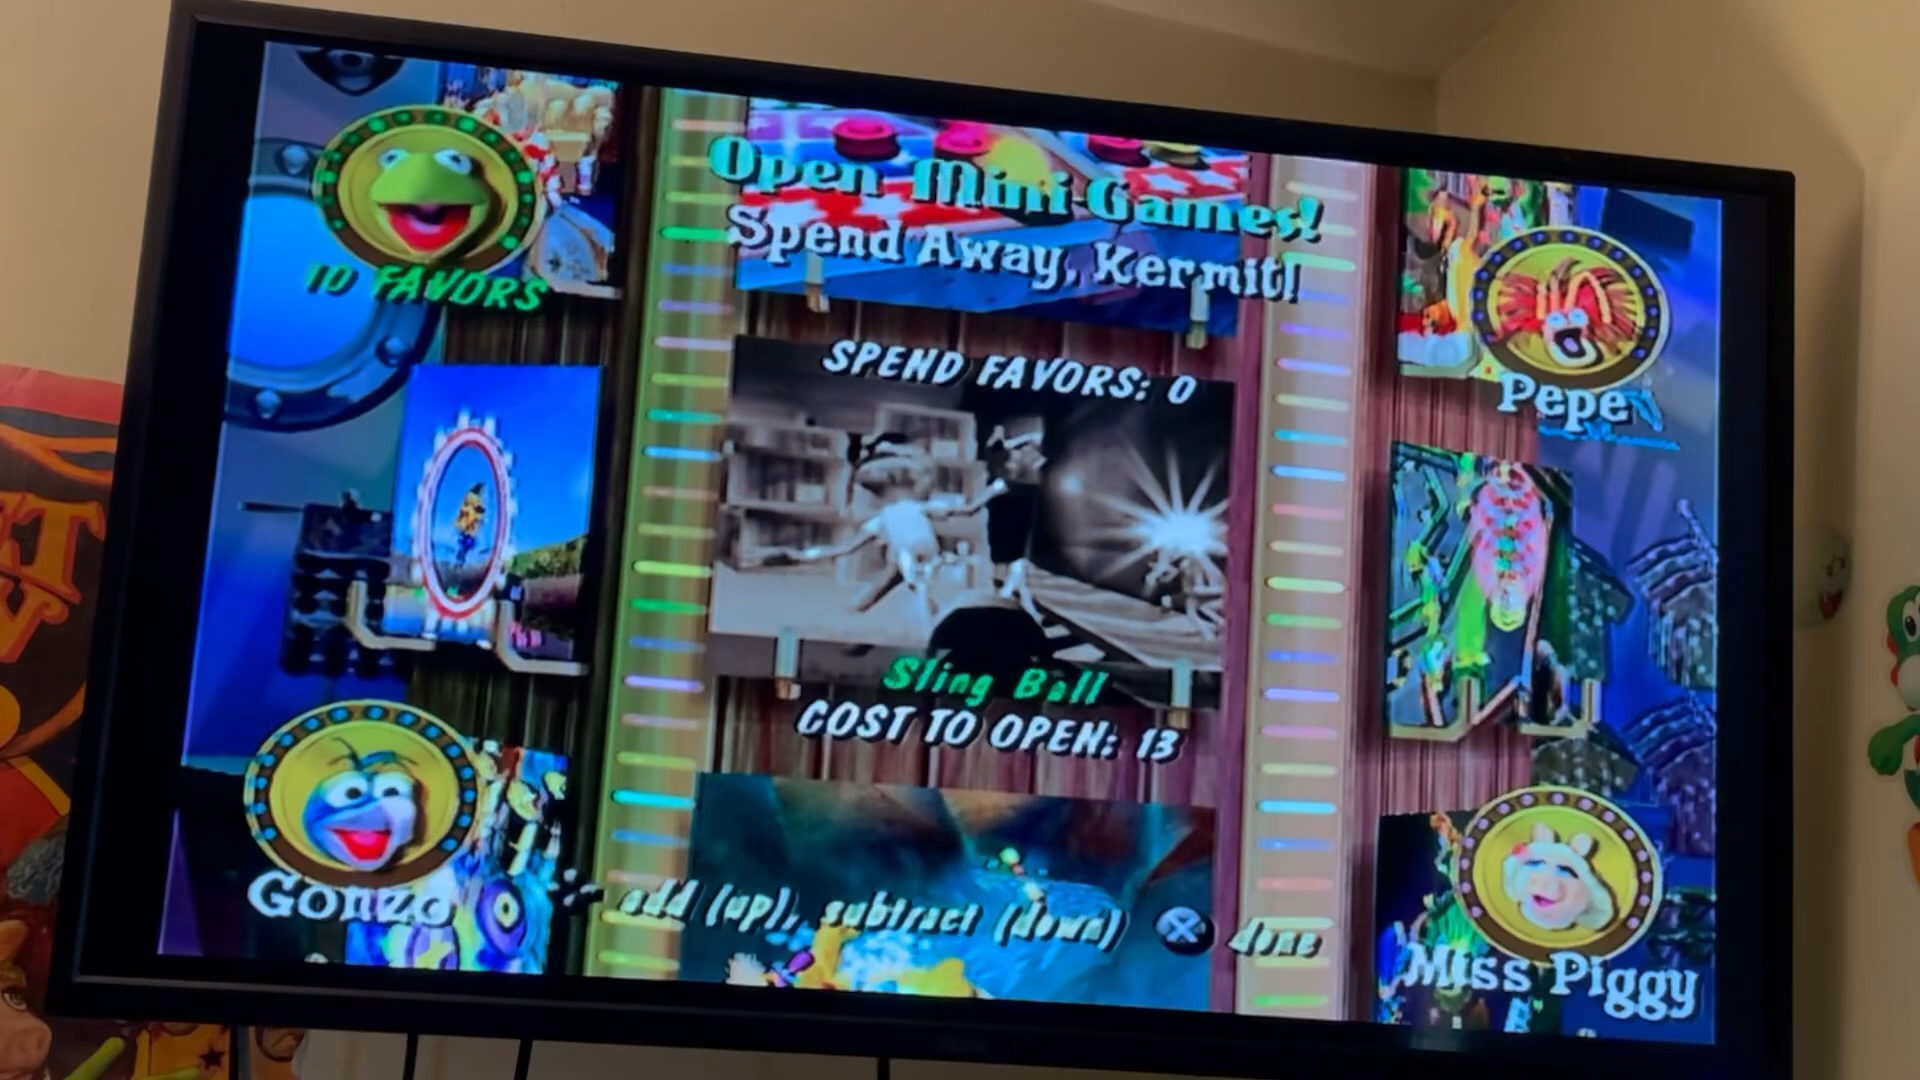 Open Mini-Games!
Spend Away, Kermit!
10 FAVORS
SPEND FAVORS: 0
Pepe
Sling Ball
COST TO OPEN: 13
Gonzo
add (up), subtract (down) done
Miss Piggy